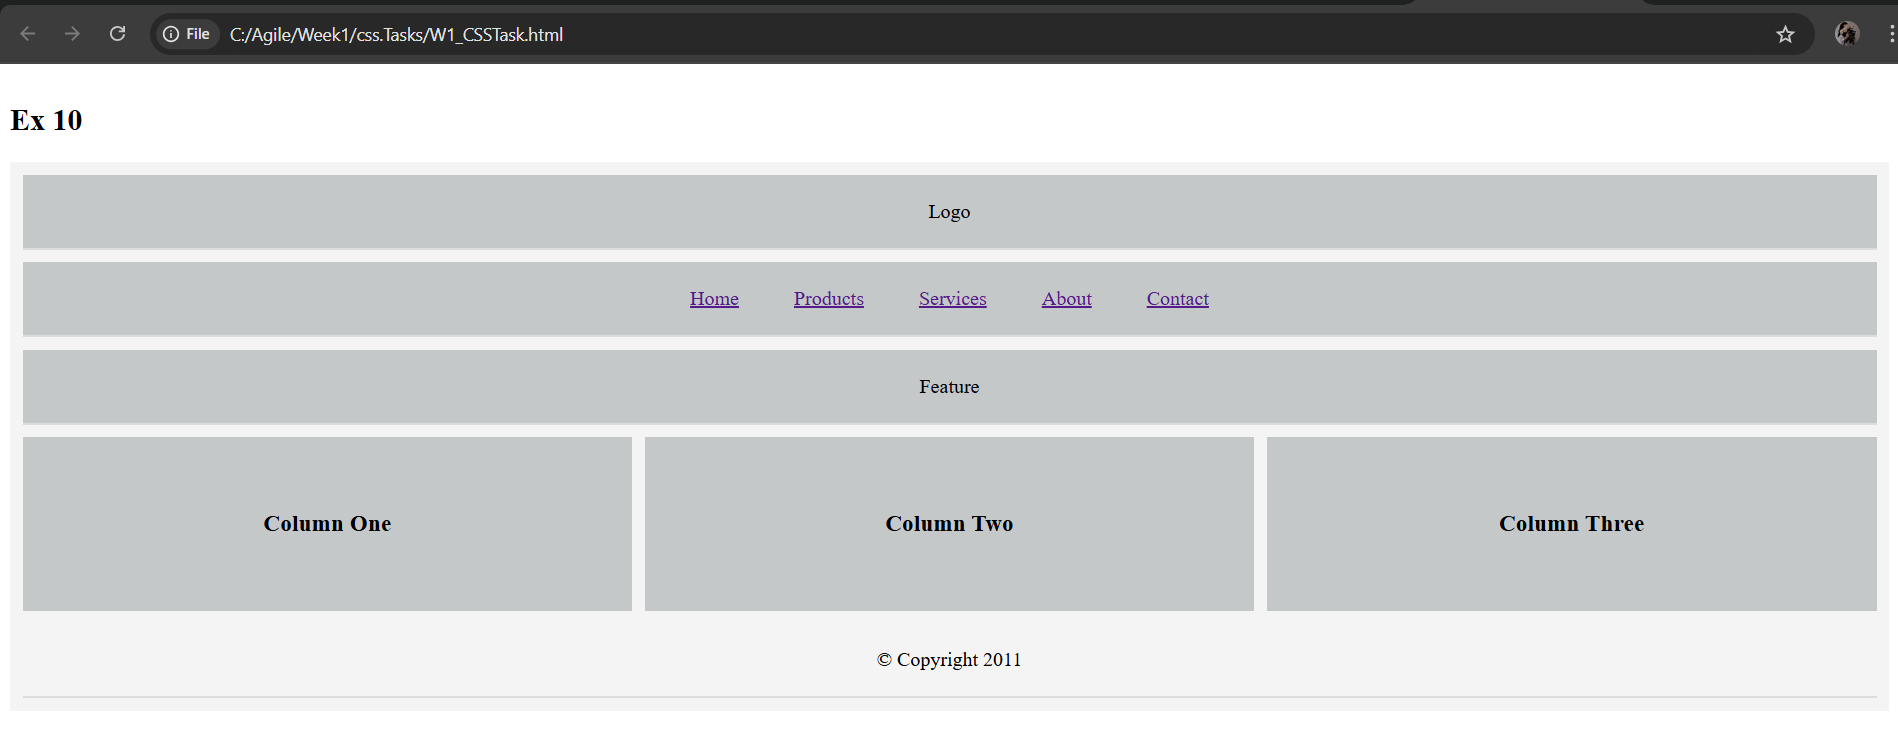 File C:/Agile/Week1/css.Tasks/W1_CSSTask.html
Ex 10
Logo
Home Products Services About Contact
Feature
Column One Column Two Column Three
© Copyright 2011